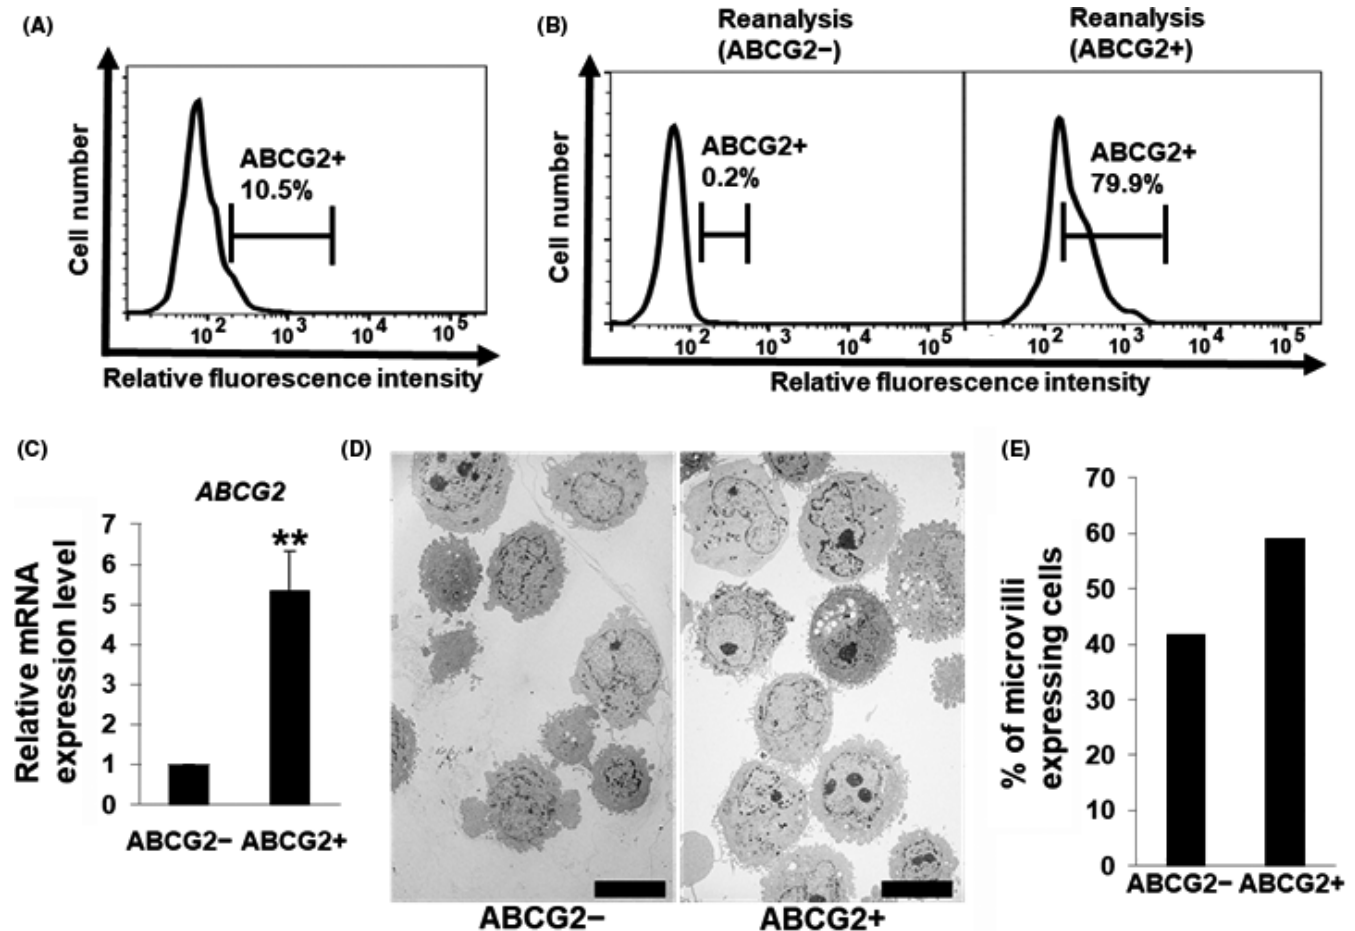 (A)
ABCG2+
10.5%
Cell number
10² 10³ 10⁴ 10⁵
Relative fluorescence intensity
(B)
Reanalysis
(ABCG2−)
Reanalysis
(ABCG2+)
ABCG2+
0.2%
ABCG2+
79.9%
Cell number
10² 10³ 10⁴ 10⁵ 10² 10³ 10⁴ 10⁵
Relative fluorescence intensity
(C)
ABCG2
Relative mRNA
expression level
7
6
5
4
3
2
1
0
**
ABCG2− ABCG2+
(D)
ABCG2− ABCG2+
(E)
% of microvilli
expressing cells
70
60
50
40
30
20
10
0
ABCG2− ABCG2+